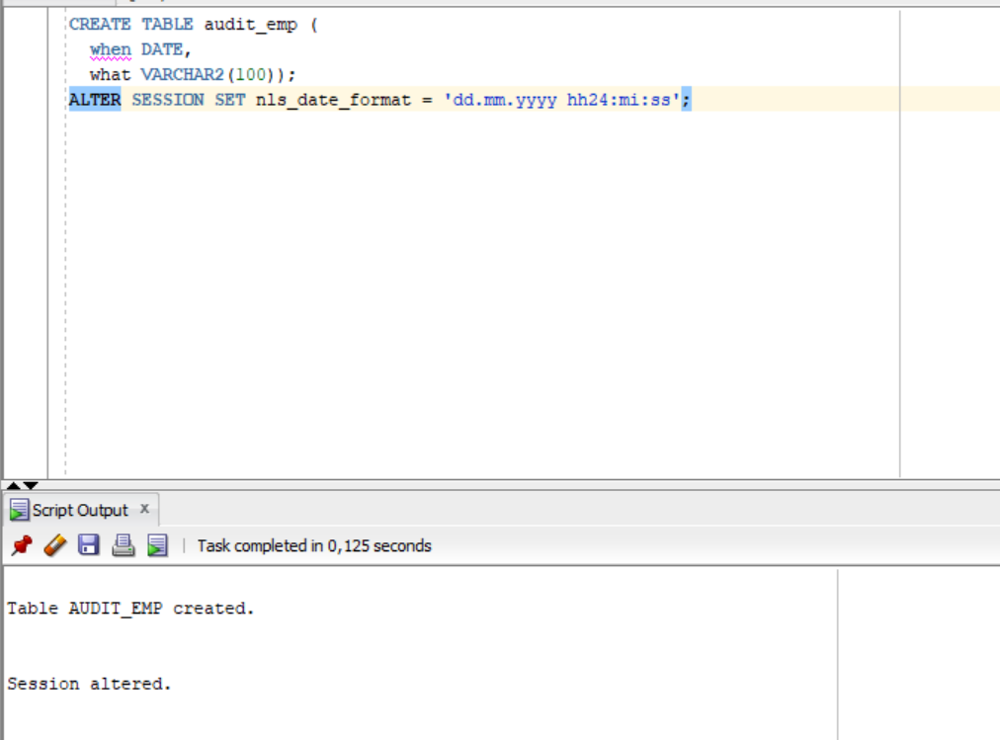 CREATE TABLE audit_emp (
when DATE,
what VARCHAR2(100));
ALTER SESSION SET nls_date_format = 'dd.mm.yyyy hh24:mi:ss';
Script Output x
Task completed in 0,125 seconds
Table AUDIT_EMP created.
Session altered.